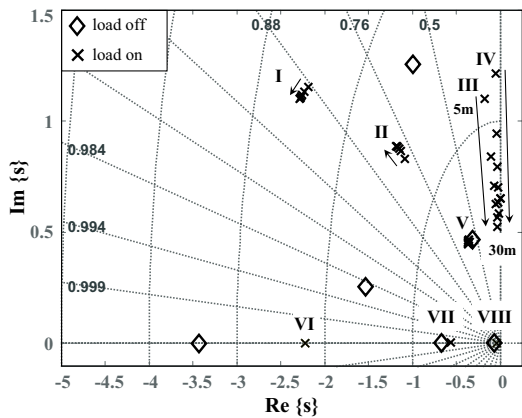 1.5
0.88
0.76
0.5
load off
load on
I
IV
III
5m
1
II
0.984
Im {s}
V
0.5
0.994
30m
0.999
VI
VII
VIII
0
-5
-4.5
-4
-3.5
-3
-2.5
-2
-1.5
-1
-0.5
0
Re {s}